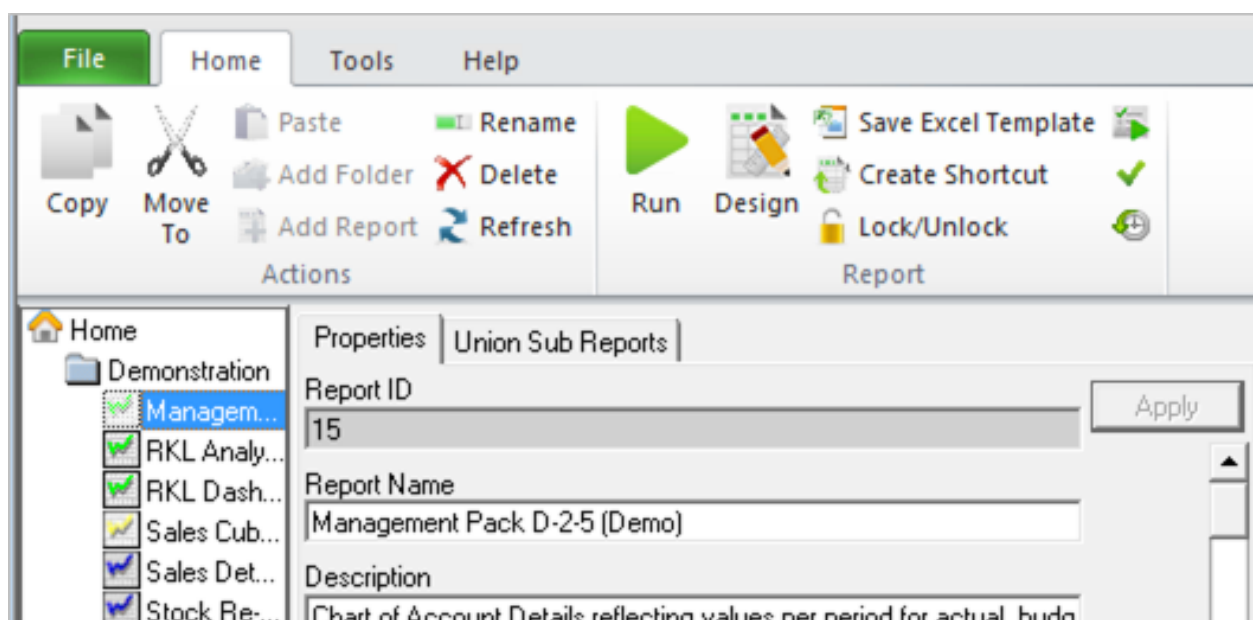 File Home Tools Help
Copy
Move To
Paste
Add Folder
Add Report
Rename
Delete
Refresh
Actions
Run
Design
Save Excel Template
Create Shortcut
Lock/Unlock
Report
Home
Demonstration
Managem...
RKL Analy...
RKL Dash...
Sales Cub...
Sales Det...
Stock Re-...
Properties Union Sub Reports
Report ID
15
Apply
Report Name
Management Pack D-2-5 (Demo)
Description
Chart of Account Details reflecting values per period for actual, budg